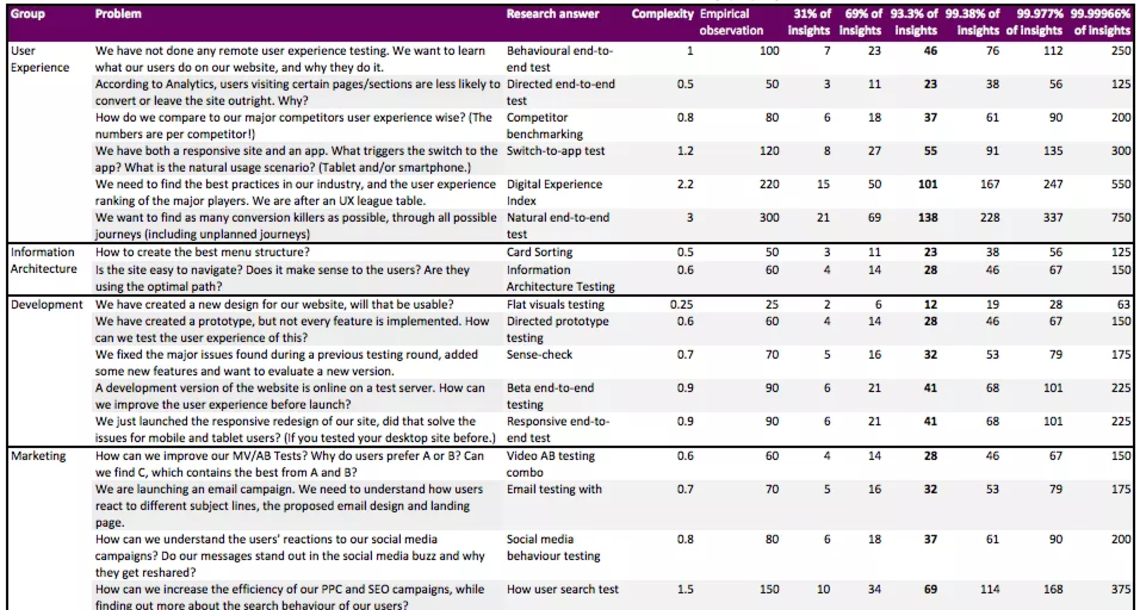 Group Problem Research answer Complexity Empirical 31% of 69% of 93.3% of 99.38% of 99.977% 99.99966%
observation insights insights insights insights of insights of insights
User We have not done any remote user experience testing. We want to learn Behavioural end-to- 1 100 7 23 46 76 112 250
Experience what our users do on our website, and why they do it. end test
According to Analytics, users visiting certain pages/sections are less likely to Directed end-to-end 0.5 50 3 11 23 38 56 125
convert or leave the site outright. Why? test
How do we compare to our major competitors user experience wise? (The Competitor 0.8 80 6 18 37 61 90 200
numbers are per competitor!) benchmarking
We have both a responsive site and an app. What triggers the switch to the Switch-to-app test 1.2 120 8 27 55 91 135 300
app? What is the natural usage scenario? (Tablet and/or smartphone.)
We need to find the best practices in our industry, and the user experience Digital Experience 2.2 220 15 50 101 167 247 550
ranking of the major players. We are after an UX league table. Index
We want to find as many conversion killers as possible, through all possible Natural end-to-end 3 300 21 69 138 228 337 750
journeys (including unplanned journeys) test
Information How to create the best menu structure? Card Sorting 0.5 50 3 11 23 38 56 125
Architecture Is the site easy to navigate? Does it make sense to the users? Are they Information 0.6 60 4 14 28 46 67 150
using the optimal path? Architecture Testing
Development We have created a new design for our website, will that be usable? Flat visuals testing 0.25 25 2 6 12 19 28 63
We have created a prototype, but not every feature is implemented. How Directed prototype 0.6 60 4 14 28 46 67 150
can we test the user experience of this? testing
We fixed the major issues found during a previous testing round, added Sense-check 0.7 70 5 16 32 53 79 175
some new features and want to evaluate a new version.
A development version of the website is online on a test server. How can Beta end-to-end 0.9 90 6 21 41 68 101 225
we improve the user experience before launch? testing
We just launched the responsive redesign of our site, did that solve the Responsive end-to- 0.9 90 6 21 41 68 101 225
issues for mobile and tablet users? (If you tested your desktop site before.) end test
Marketing How can we improve our MV/AB Tests? Why do users prefer A or B? Can Video AB testing 0.6 60 4 14 28 46 67 150
we find C, which contains the best from A and B? combo
We are launching an email campaign. We need to understand how users Email testing with 0.7 70 5 16 32 53 79 175
react to different subject lines, the proposed email design and landing
page.
How can we understand the users' reactions to our social media Social media 0.8 80 6 18 37 61 90 200
campaigns? Do our messages stand out in the social media buzz and why behaviour testing
they get reshared?
How can we increase the efficiency of our PPC and SEO campaigns, while How user search test 1.5 150 10 34 69 114 168 375
finding out more about the search behaviour of our users?